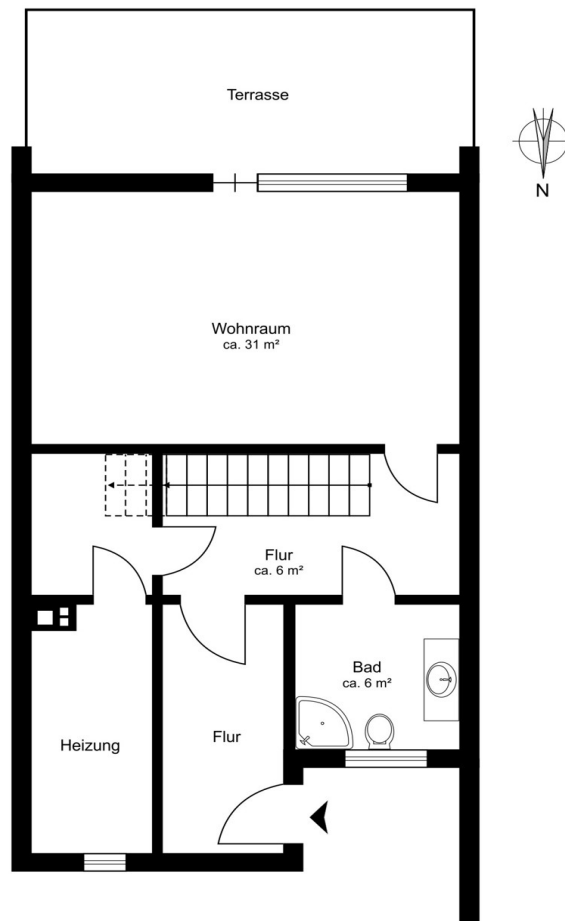 Terrasse
N
Wohnraum
ca. 31 m²
Flur
ca. 6 m²
Bad
ca. 6 m²
Heizung
Flur